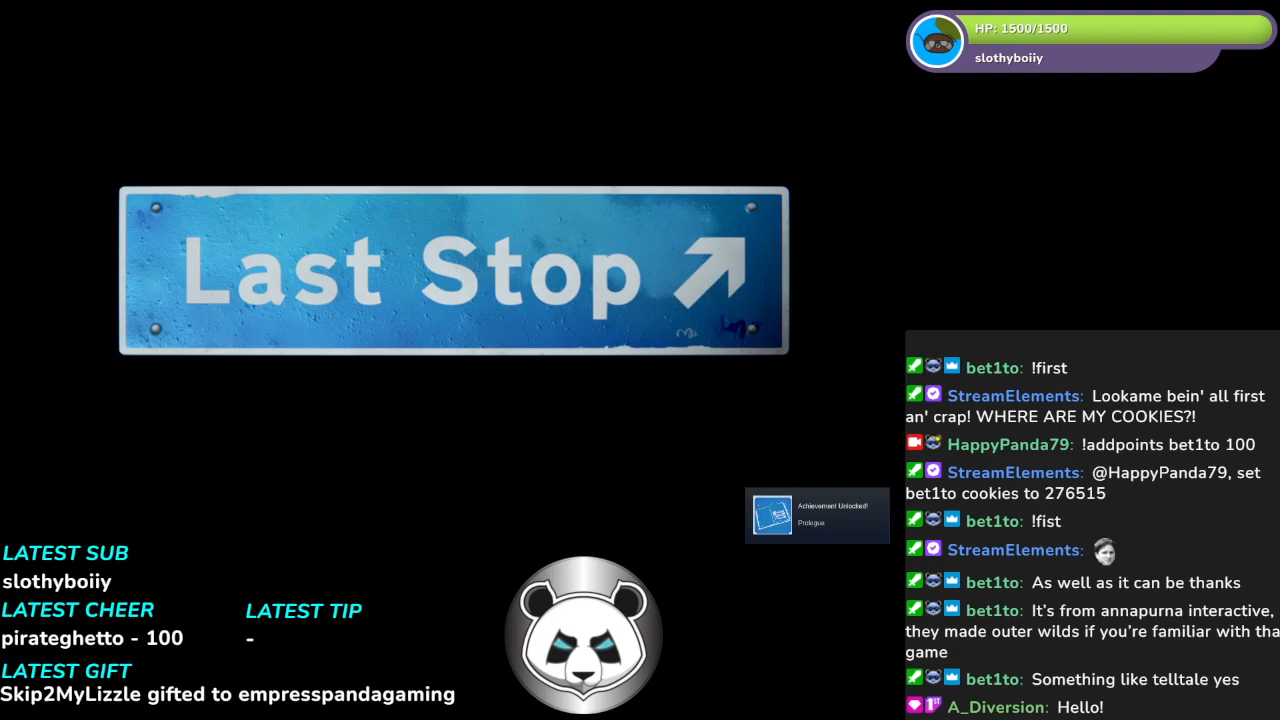 HP: 1500/1500
slothyboiiy
Last Stop
Achievement Unlocked!
Prologue
LATEST SUB
slothyboiiy
LATEST CHEER
pirateghetto - 100
LATEST TIP
-
LATEST GIFT
Skip2MyLizzle gifted to empresspandagaming
bet1to: !first
StreamElements: Lookame bein' all first
an' crap! WHERE ARE MY COOKIES?!
HappyPanda79: !addpoints bet1to 100
StreamElements: @HappyPanda79, set
bet1to cookies to 276515
bet1to: !fist
StreamElements:
bet1to: As well as it can be thanks
bet1to: It’s from annapurna interactive,
they made outer wilds if you’re familiar with tha
game
bet1to: Something like telltale yes
1ST A_Diversion: Hello!